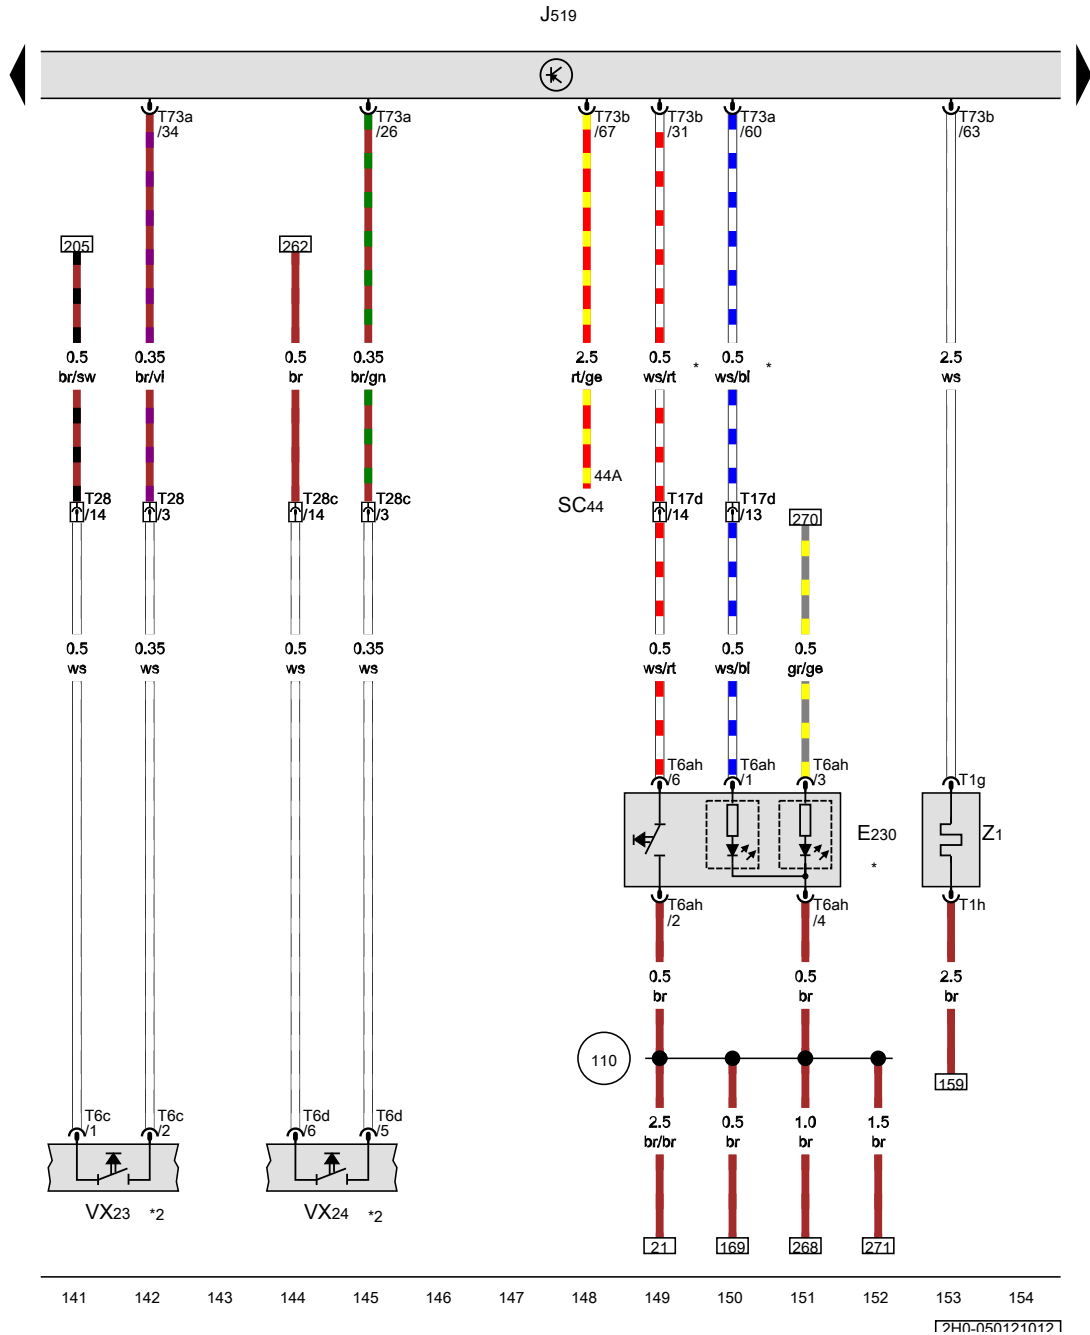 J519
T73a
/34
T73a
/26
T73b
/67
T73b
/31
T73a
/60
T73b
/63
205
262
0.5
br/sw
0.35
br/vi
0.5
br
0.35
br/gn
2.5
rt/ge
0.5
ws/rt
*
0.5
ws/bl
*
2.5
ws
44A
SC44
T28
/14
T28
/3
T28c
/14
T28c
/3
T17d
/14
T17d
/13
270
0.5
ws
0.35
ws
0.5
ws
0.35
ws
0.5
ws/rt
0.5
ws/bl
0.5
gr/ge
T6ah
/6
T6ah
/1
T6ah
/3
T1g
E230
*
Z1
T6ah
/2
T6ah
/4
T1h
0.5
br
0.5
br
2.5
br
110
159
T6c
/1
T6c
/2
T6d
/6
T6d
/5
2.5
br/br
0.5
br
1.0
br
1.5
br
VX23 *2
VX24 *2
21
169
268
271
141 142 143 144 145 146 147 148 149 150 151 152 153 154
2H0-050121012